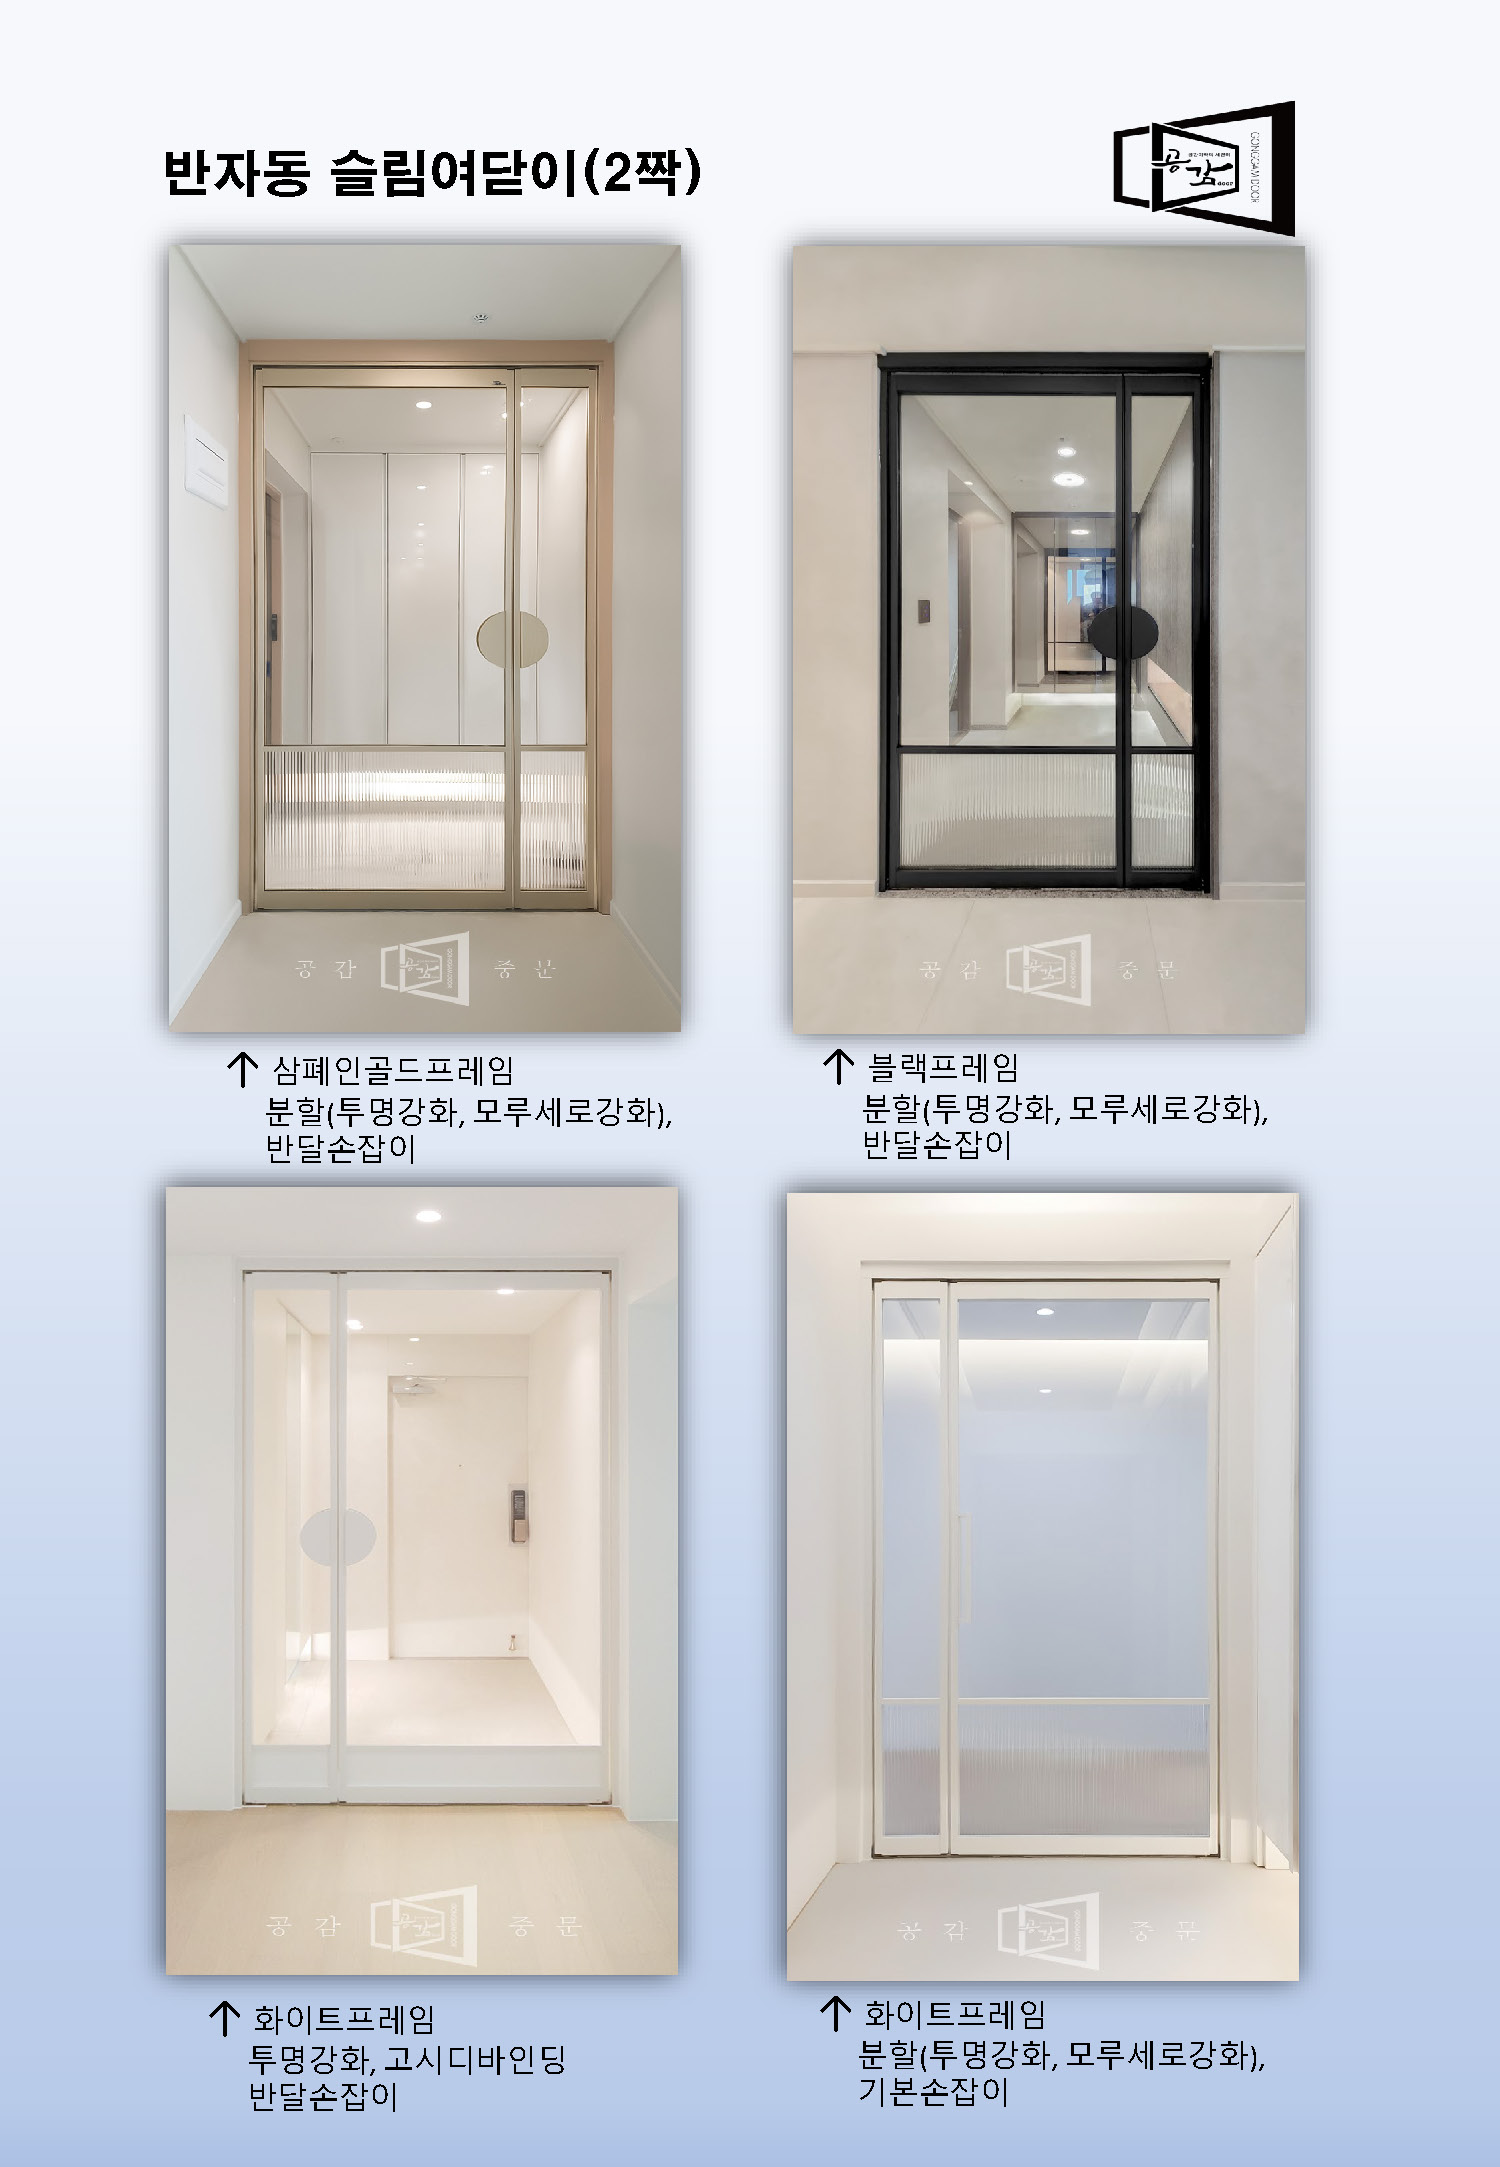 반자동 슬림여닫이(2짝)
공감
door
GONGGAM DOOR
공 감 중 문
공 감 중 문
↑ 삼페인골드프레임
분할(투명강화, 모루세로강화),
반달손잡이
↑ 블랙프레임
분할(투명강화, 모루세로강화),
반달손잡이
공 감 중 문
공 감 중 문
↑ 화이트프레임
투명강화, 고시디바인딩
반달손잡이
↑ 화이트프레임
분할(투명강화, 모루세로강화),
기본손잡이